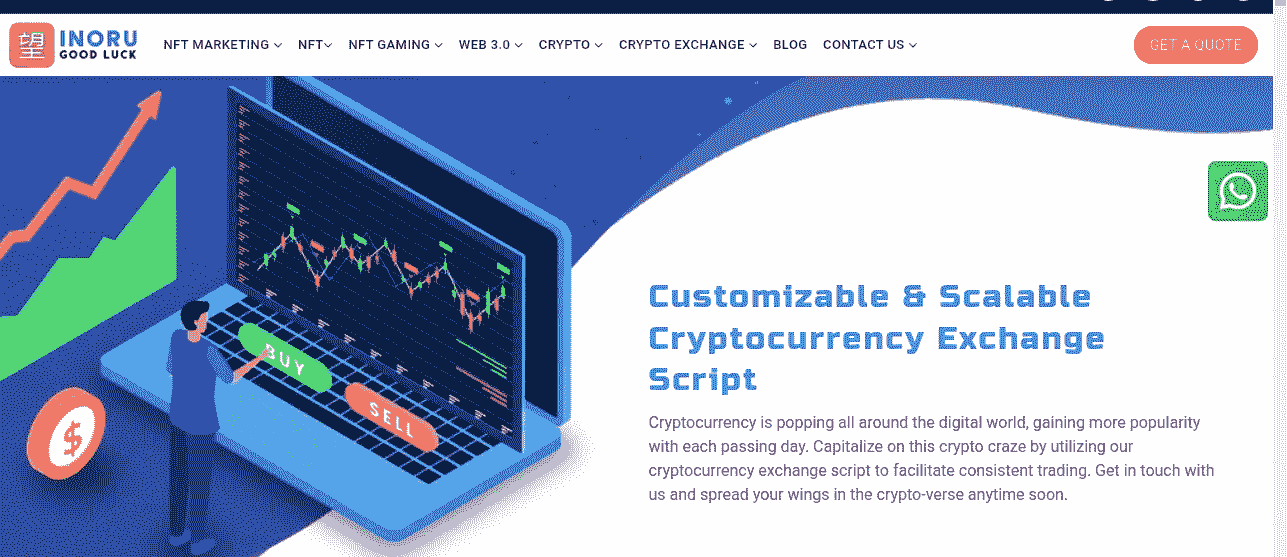 望 INORU
GOOD LUCK
NFT MARKETING NFT NFT GAMING WEB 3.0 CRYPTO CRYPTO EXCHANGE BLOG CONTACT US
GET A QUOTE
BUY
SELL
$
Customizable & Scalable
Cryptocurrency Exchange
Script
Cryptocurrency is popping all around the digital world, gaining more popularity
with each passing day. Capitalize on this crypto craze by utilizing our
cryptocurrency exchange script to facilitate consistent trading. Get in touch with
us and spread your wings in the crypto-verse anytime soon.